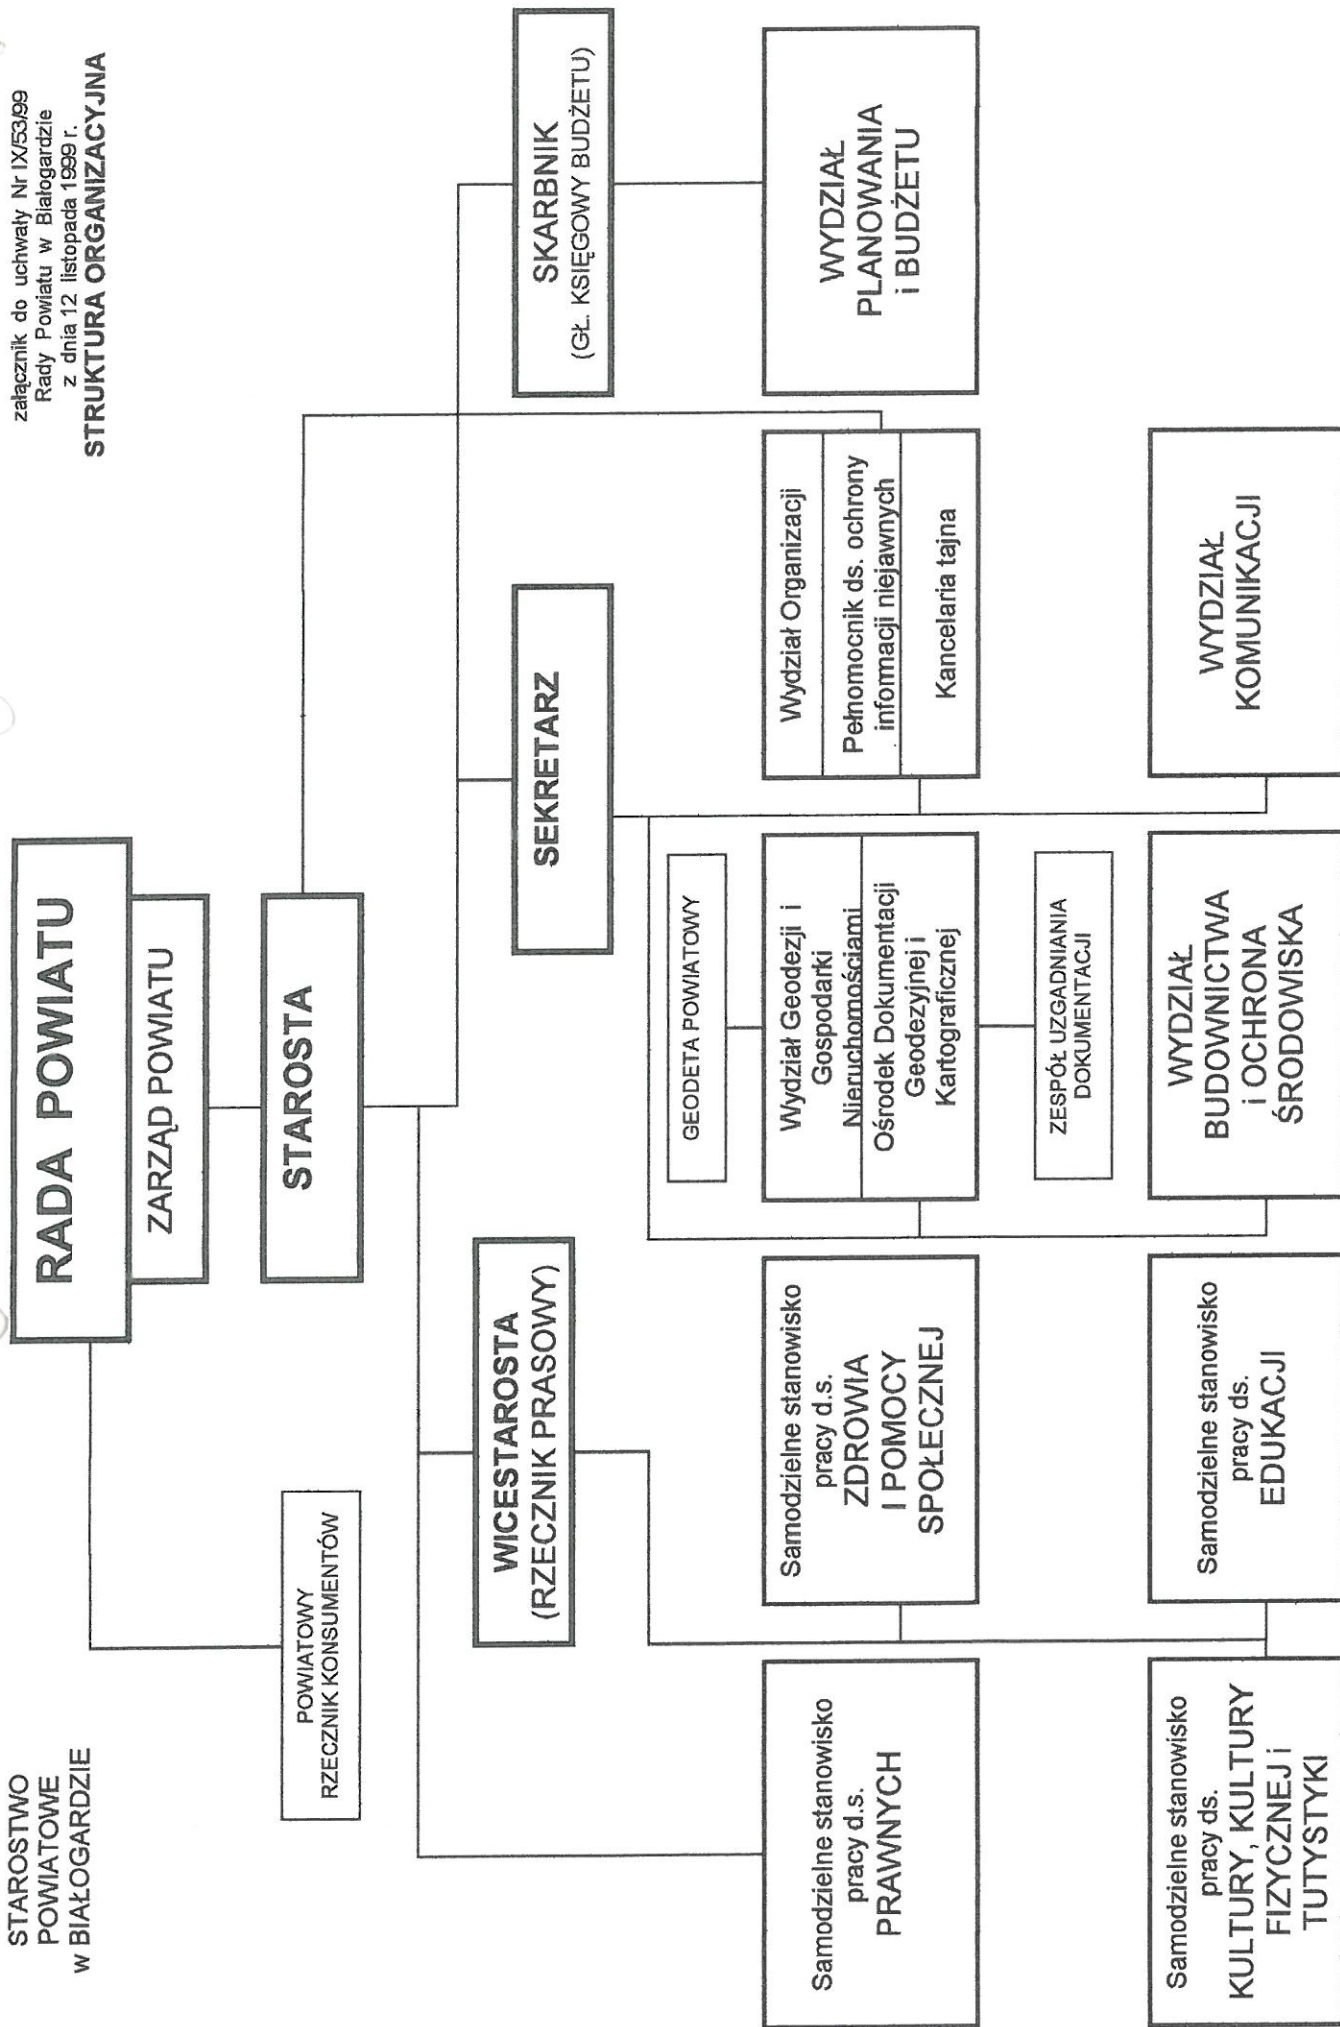 STAROSTWO
POWIATOWE
w BIAŁOGARDZIE
załącznik do uchwały Nr IX/53/99
Rady Powiatu w Białogardzie
z dnia 12 listopada 1999 r.
STRUKTURA ORGANIZACYJNA
RADA POWIATU
ZARZĄD POWIATU
STAROSTA
POWIATOWY
RZECZNIK KONSUMENTÓW
WICESTAROSTA
(RZECZNIK PRASOWY)
SEKRETARZ
SKARBNIK
(GŁ. KSIĘGOWY BUDŻETU)
GEODETA POWIATOWY
Samodzielne stanowisko
pracy d.s.
PRAWNYCH
Samodzielne stanowisko
pracy d.s.
ZDROWIA
I POMOCY
SPOŁECZNEJ
Wydział Geodezji i
Gospodarki
Nieruchomościami
Ośrodek Dokumentacji
Geodezyjnej i
Kartograficznej
Wydział Organizacji
Pełnomocnik ds. ochrony
informacji niejawnych
Kancelaria tajna
WYDZIAŁ
PLANOWANIA
i BUDŻETU
ZESPÓŁ UZGADNIANIA
DOKUMENTACJI
Samodzielne stanowisko
pracy ds.
KULTURY, KULTURY
FIZYCZNEJ i
TUTYSTYKI
Samodzielne stanowisko
pracy ds.
EDUKACJI
WYDZIAŁ
BUDOWNICTWA
i OCHRONA
ŚRODOWISKA
WYDZIAŁ
KOMUNIKACJI